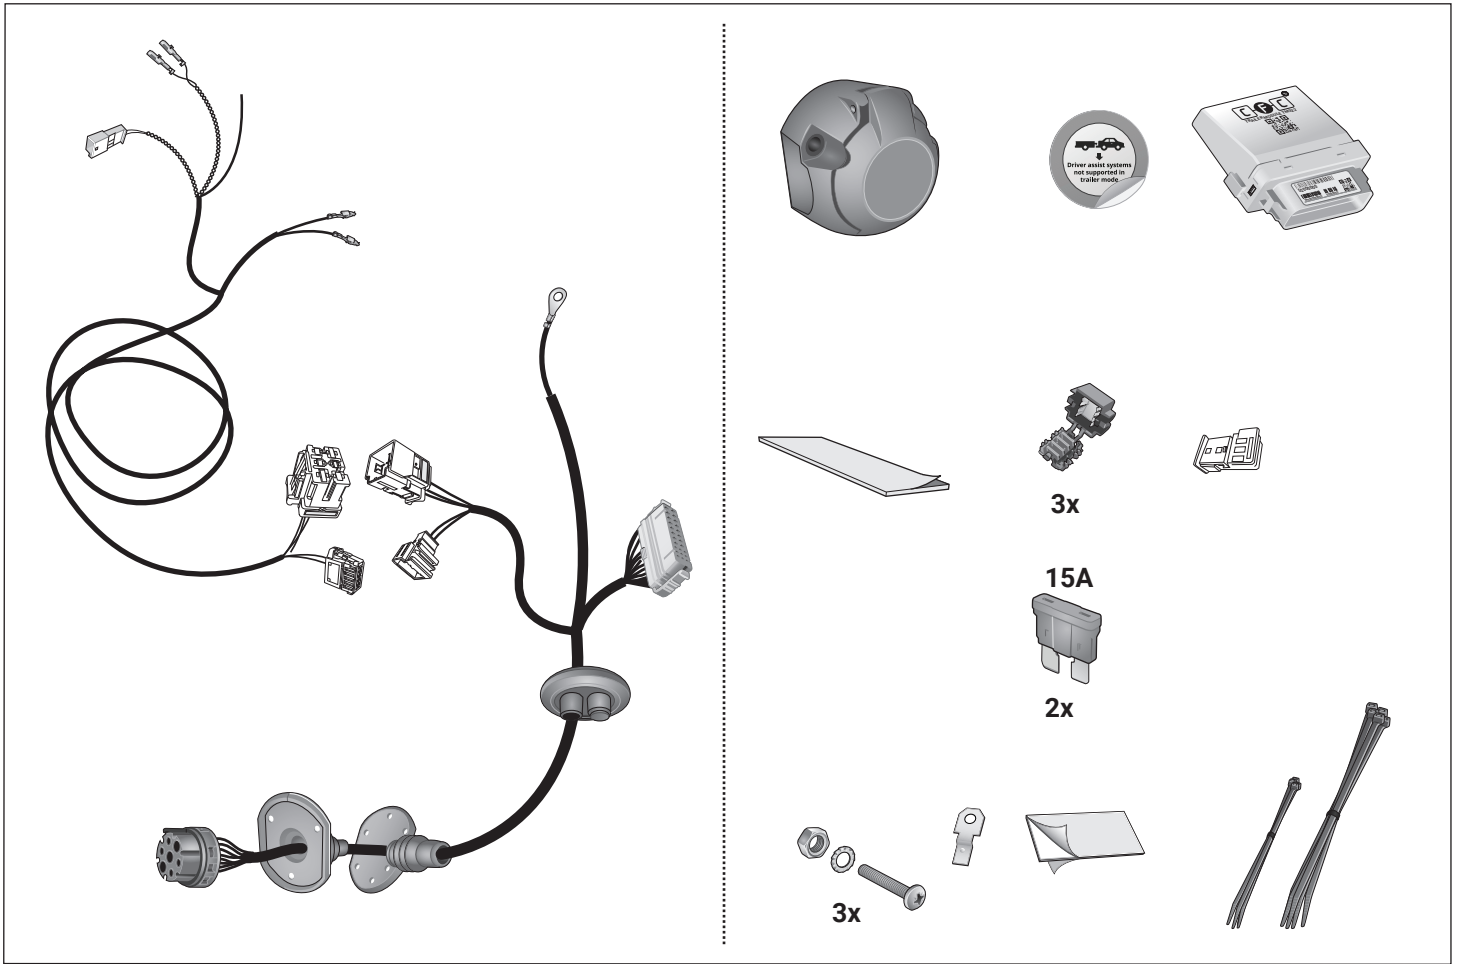 C F C
Driver assist systems
not supported in
trailer mode
3x
15A
2x
3x